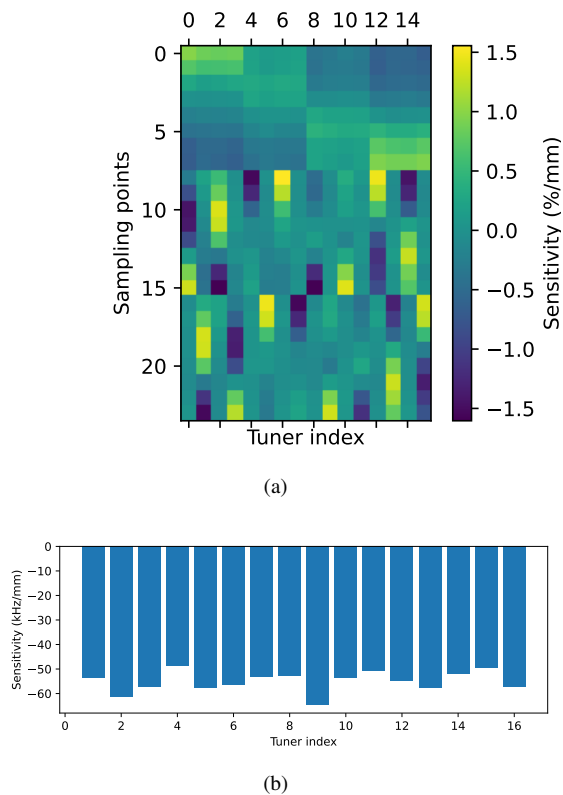 0 2 4 6 8 10 12 14
0
5
10
15
20
Sampling points
Tuner index
1.5
1.0
0.5
0.0
−0.5
−1.0
−1.5
Sensitivity (%/mm)
(a)
0
−10
−20
−30
−40
−50
−60
Sensitivity (kHz/mm)
0 2 4 6 8 10 12 14 16
Tuner index
(b)